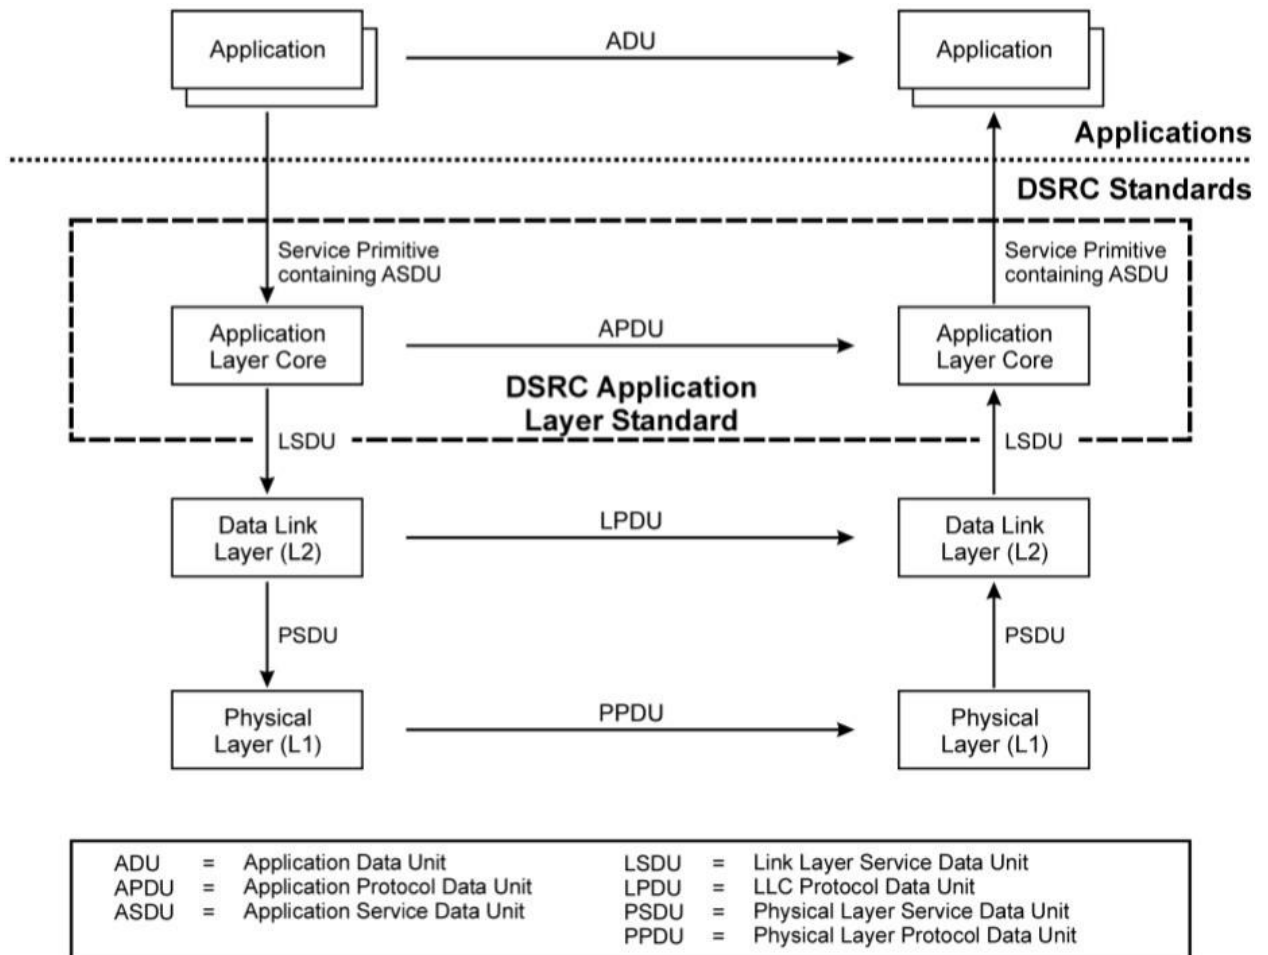 Application
ADU
Application
Applications
DSRC Standards
Service Primitive
containing ASDU
Service Primitive
containing ASDU
Application
Layer Core
APDU
Application
Layer Core
DSRC Application
Layer Standard
LSDU
LSDU
Data Link
Layer (L2)
LPDU
Data Link
Layer (L2)
PSDU
PSDU
Physical
Layer (L1)
PPDU
Physical
Layer (L1)
ADU = Application Data Unit
APDU = Application Protocol Data Unit
ASDU = Application Service Data Unit
LSDU = Link Layer Service Data Unit
LPDU = LLC Protocol Data Unit
PSDU = Physical Layer Service Data Unit
PPDU = Physical Layer Protocol Data Unit